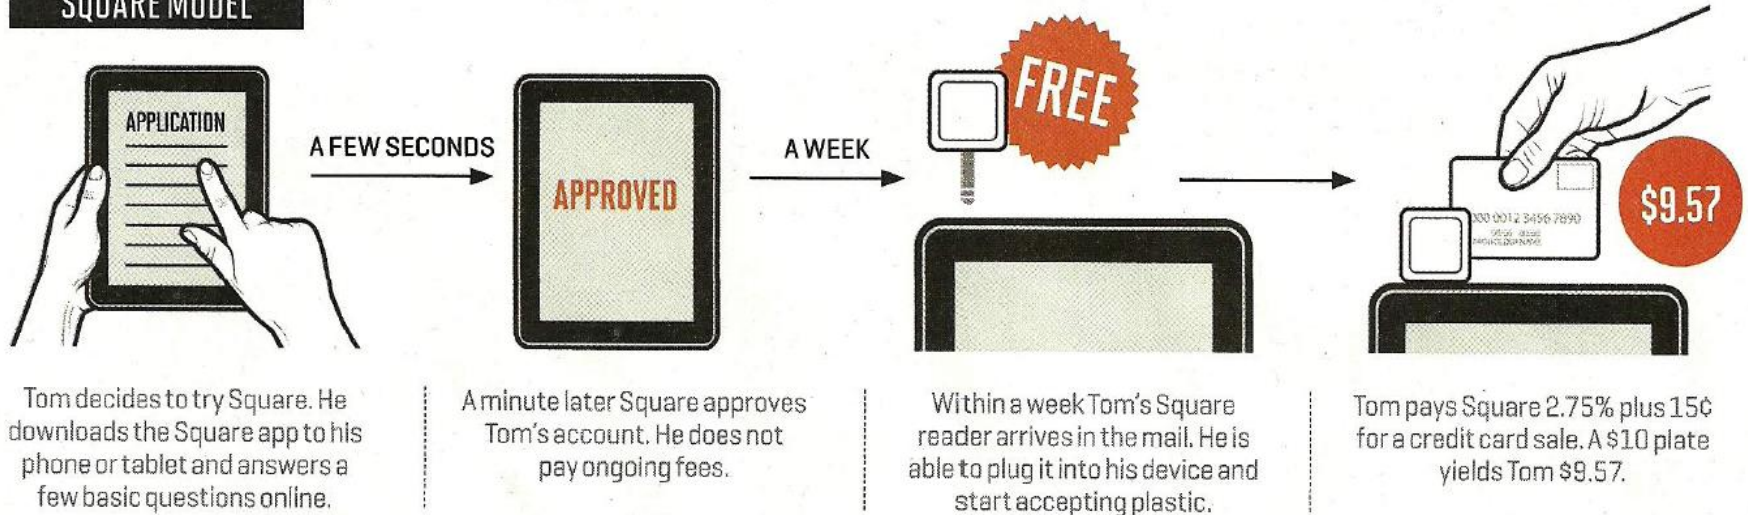 SQUARE MODEL
APPLICATION
A FEW SECONDS
APPROVED
A WEEK
FREE
000 0012 3456 7890
$9.57
Tom decides to try Square. He
downloads the Square app to his
phone or tablet and answers a
few basic questions online.
A minute later Square approves
Tom's account. He does not
pay ongoing fees.
Within a week Tom's Square
reader arrives in the mail. He is
able to plug it into his device and
start accepting plastic.
Tom pays Square 2.75% plus 15¢
for a credit card sale. A $10 plate
yields Tom $9.57.